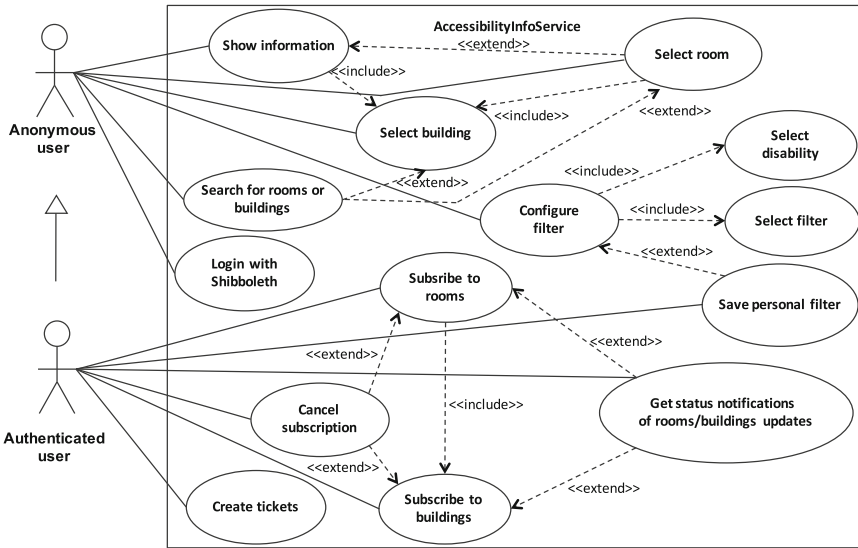 AccessibilityInfoService
Show information
<<extend>>
Select room
<<include>>
Anonymous
user
Select building
<<include>>
<<extend>>
Select
disability
<<include>>
Search for rooms or
buildings
<<extend>>
Configure
filter
<<include>>
Select filter
Login with
Shibboleth
<<extend>>
Subsribe to
rooms
Save personal filter
<<extend>>
<<extend>>
Authenticated
user
Cancel
subscription
<<include>>
Get status notifications
of rooms/buildings updates
<<extend>>
<<extend>>
Create tickets
Subscribe to
buildings